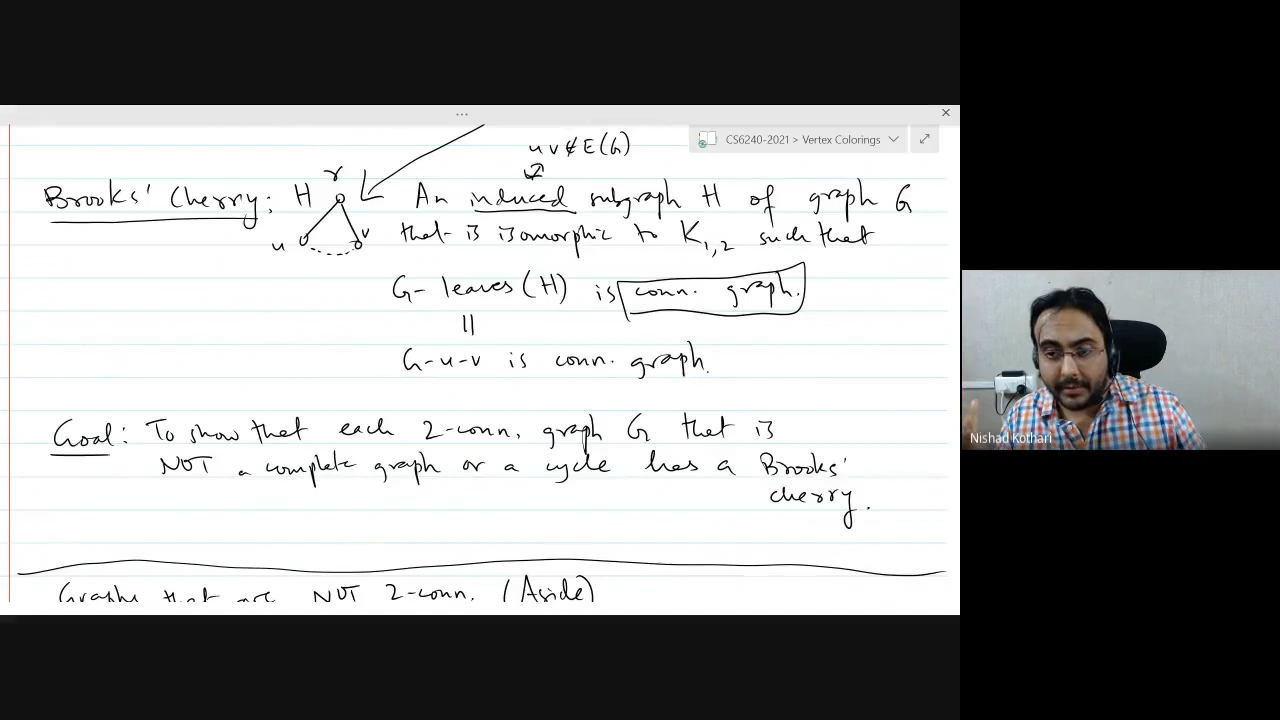 CS6240-2021 > Vertex Colorings
uv∉E(G)
Brooks' Cherry: H r An induced subgraph H of graph G
u v that is isomorphic to K1,2 such that
G- leaves(H) is conn. graph.
||
G-u-v is conn. graph.
Goal: To show that each 2-conn. graph G that is
NOT a complete graph or a cycle has a Brooks'
cherry.
Graphs that are NOT 2-conn. (Aside)
Nishad Kothari